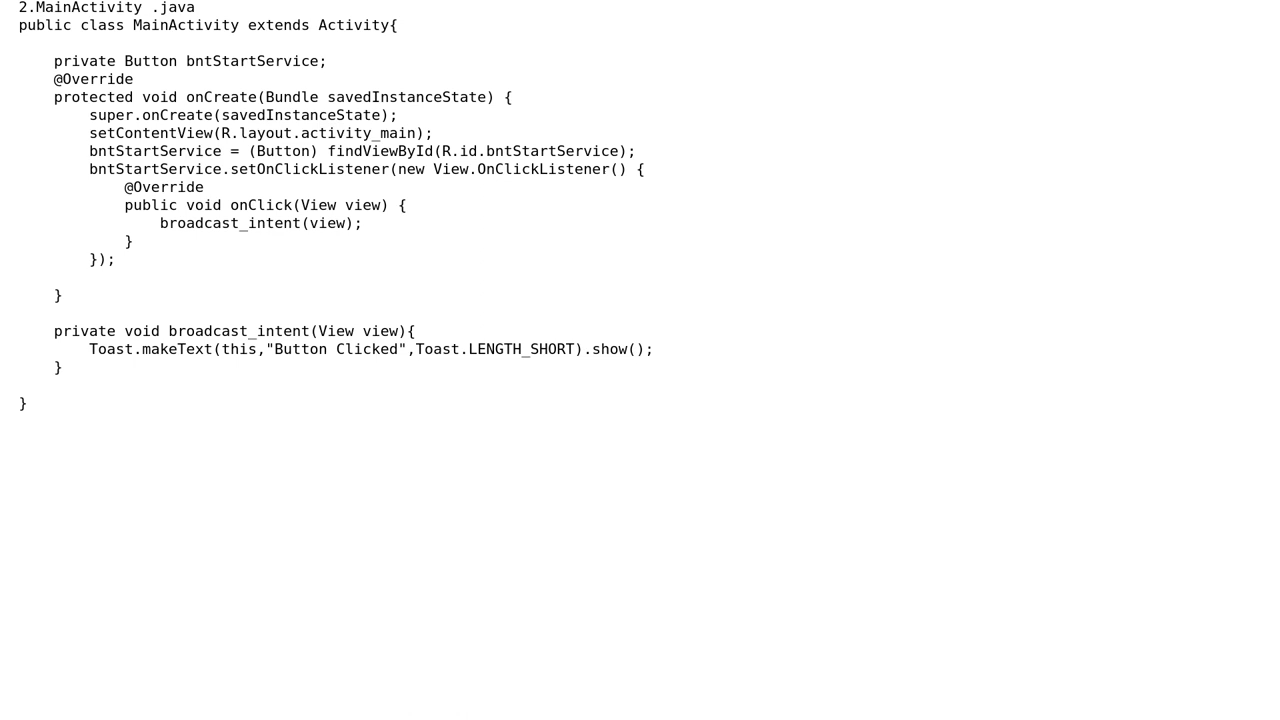 2.MainActivity .java
public class MainActivity extends Activity{
private Button bntStartService;
@Override
protected void onCreate(Bundle savedInstanceState) {
super.onCreate(savedInstanceState);
setContentView(R.layout.activity_main);
bntStartService = (Button) findViewById(R.id.bntStartService);
bntStartService.setOnClickListener(new View.OnClickListener() {
@Override
public void onClick(View view) {
broadcast_intent(view);
}
});
}
private void broadcast_intent(View view){
Toast.makeText(this,"Button Clicked",Toast.LENGTH_SHORT).show();
}
}